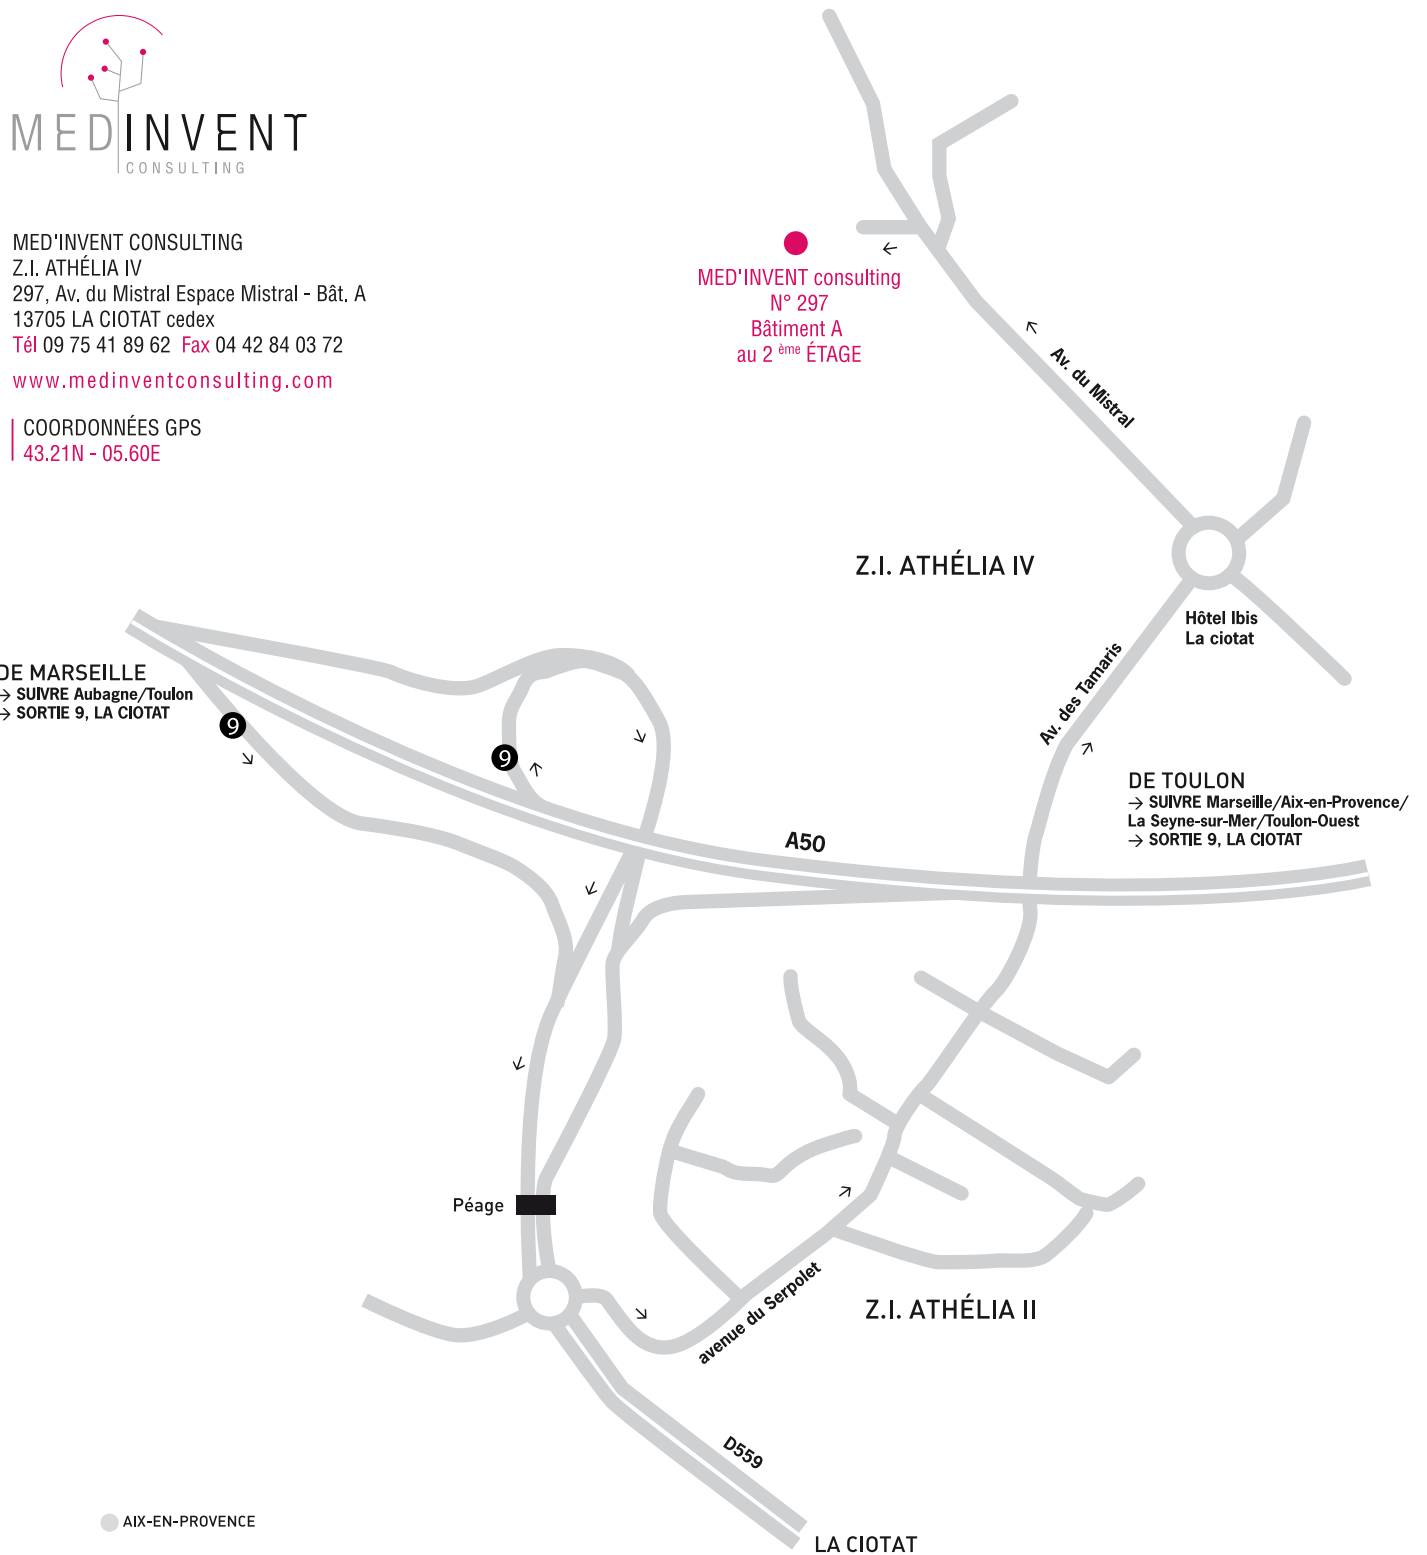 MEDINVENT
CONSULTING
MED'INVENT CONSULTING
Z.I. ATHÉLIA IV
297, Av. du Mistral Espace Mistral - Bât. A
13705 LA CIOTAT cedex
Tél 09 75 41 89 62 Fax 04 42 84 03 72
www.medinventconsulting.com
COORDONNÉES GPS
43.21N - 05.60E
MED'INVENT consulting
N° 297
Bâtiment A
au 2 ème ÉTAGE
Av. du Mistral
Z.I. ATHÉLIA IV
Hôtel Ibis
La ciotat
Av. des Tamaris
DE MARSEILLE
→ SUIVRE Aubagne/Toulon
→ SORTIE 9, LA CIOTAT
9
9
A50
DE TOULON
→ SUIVRE Marseille/Aix-en-Provence/
La Seyne-sur-Mer/Toulon-Ouest
→ SORTIE 9, LA CIOTAT
Péage
avenue du Serpolet
Z.I. ATHÉLIA II
D559
LA CIOTAT
AIX-EN-PROVENCE